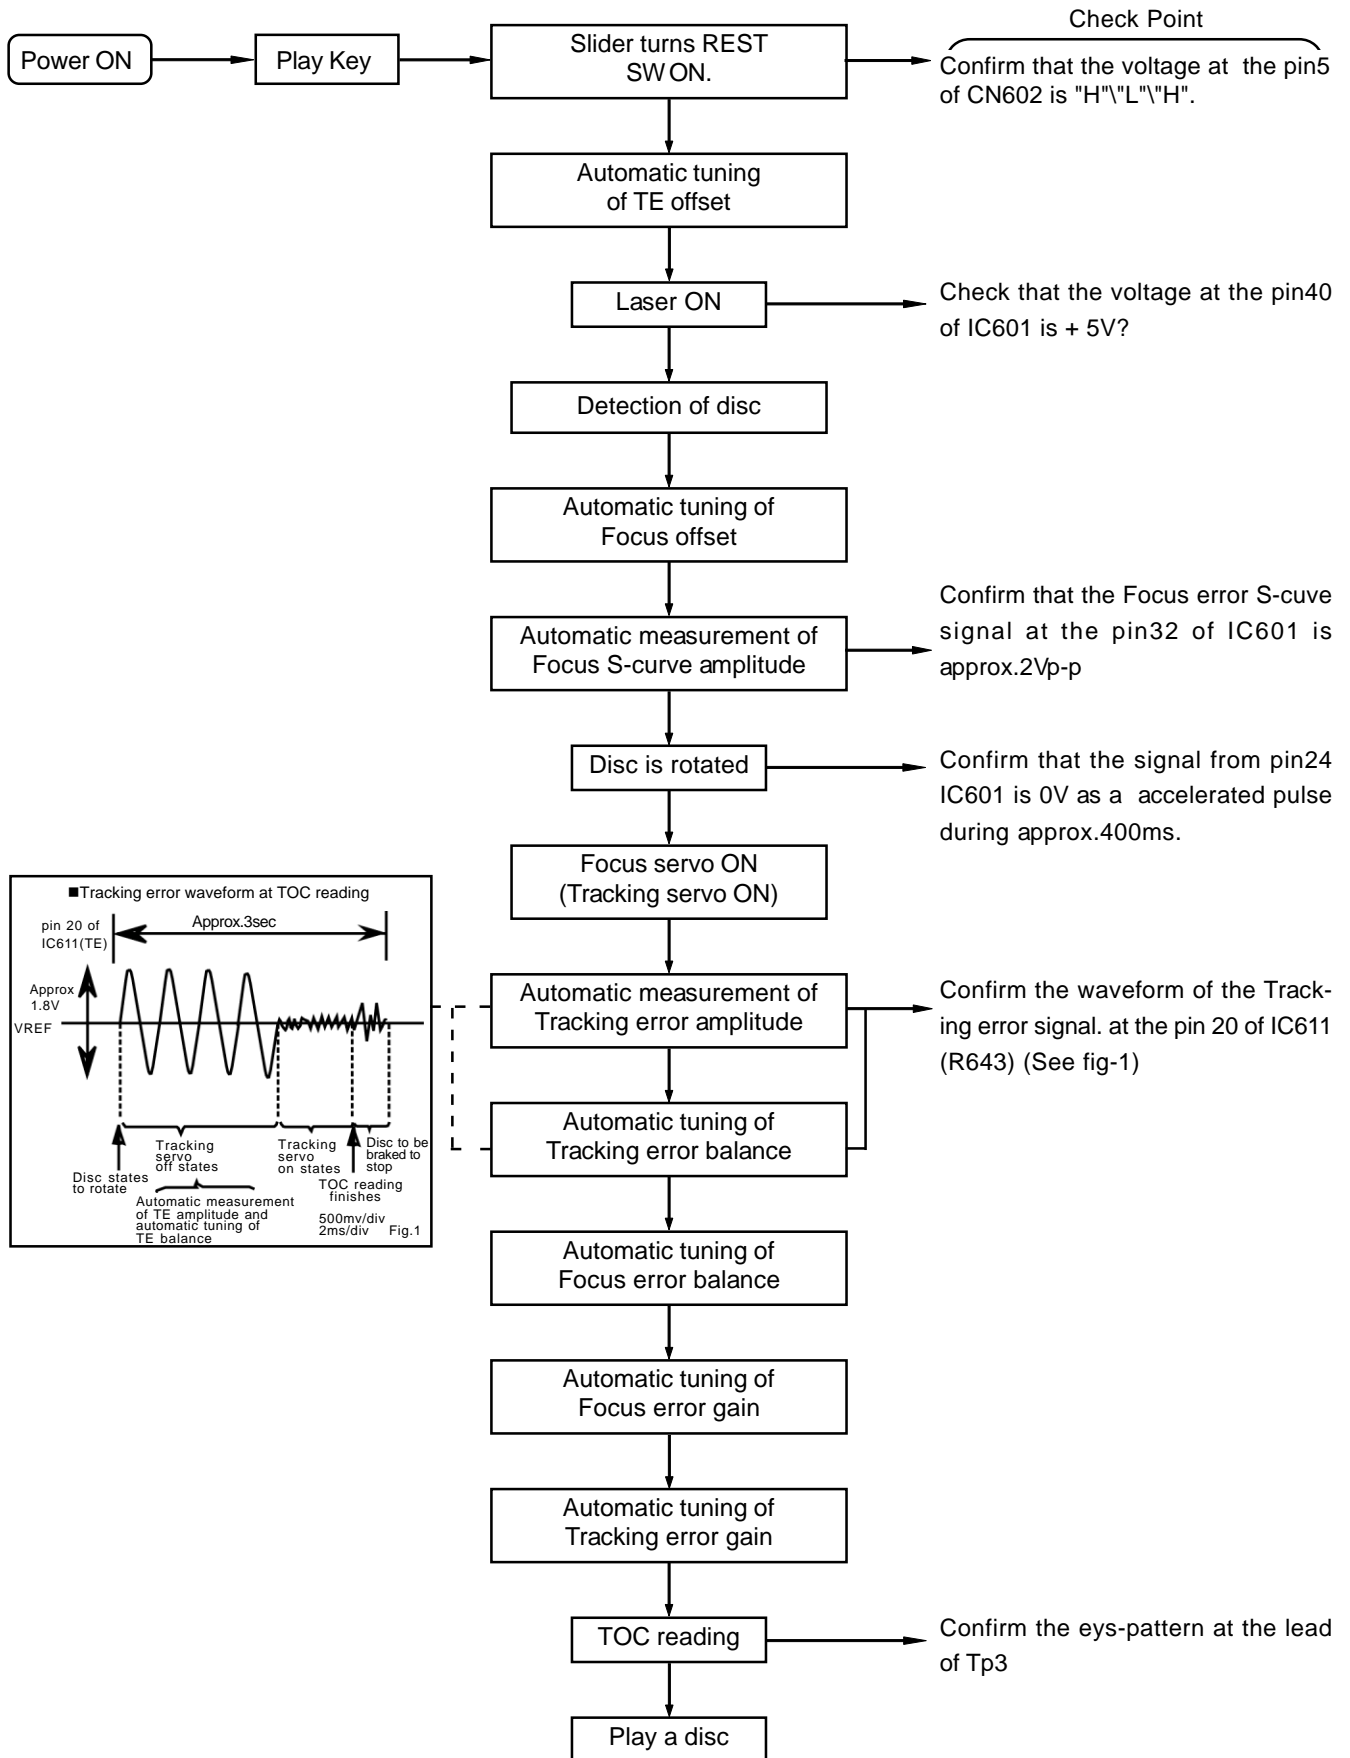 Check Point
Power ON
Play Key
Slider turns REST
SW ON.
Confirm that the voltage at the pin5
of CN602 is "H"\"L"\"H".
Automatic tuning
of TE offset
Laser ON
Check that the voltage at the pin40
of IC601 is + 5V?
Detection of disc
Automatic tuning of
Focus offset
Automatic measurement of
Focus S-curve amplitude
Confirm that the Focus error S-cuve
signal at the pin32 of IC601 is
approx.2Vp-p
Disc is rotated
Confirm that the signal from pin24
IC601 is 0V as a accelerated pulse
during approx.400ms.
Focus servo ON
(Tracking servo ON)
■Tracking error waveform at TOC reading
pin 20 of
IC611(TE)
Approx.3sec
Approx
1.8V
VREF
Disc states
to rotate
Tracking
servo
off states
Tracking
servo
on states
Disc to be
braked to
stop
TOC reading
finishes
Automatic measurement
of TE amplitude and
automatic tuning of
TE balance
500mv/div
2ms/div
Fig.1
Automatic measurement of
Tracking error amplitude
Confirm the waveform of the Track-
ing error signal. at the pin 20 of IC611
(R643) (See fig-1)
Automatic tuning of
Tracking error balance
Automatic tuning of
Focus error balance
Automatic tuning of
Focus error gain
Automatic tuning of
Tracking error gain
TOC reading
Confirm the eys-pattern at the lead
of Tp3
Play a disc